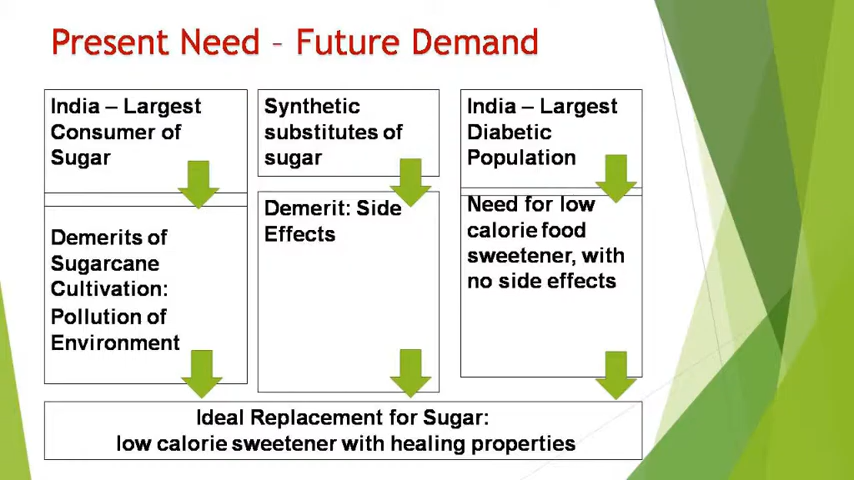 Present Need – Future Demand
India – Largest
Consumer of
Sugar
Demerits of
Sugarcane
Cultivation:
Pollution of
Environment
Synthetic
substitutes of
sugar
Demerit: Side
Effects
India – Largest
Diabetic
Population
Need for low
calorie food
sweetener, with
no side effects
Ideal Replacement for Sugar:
low calorie sweetener with healing properties